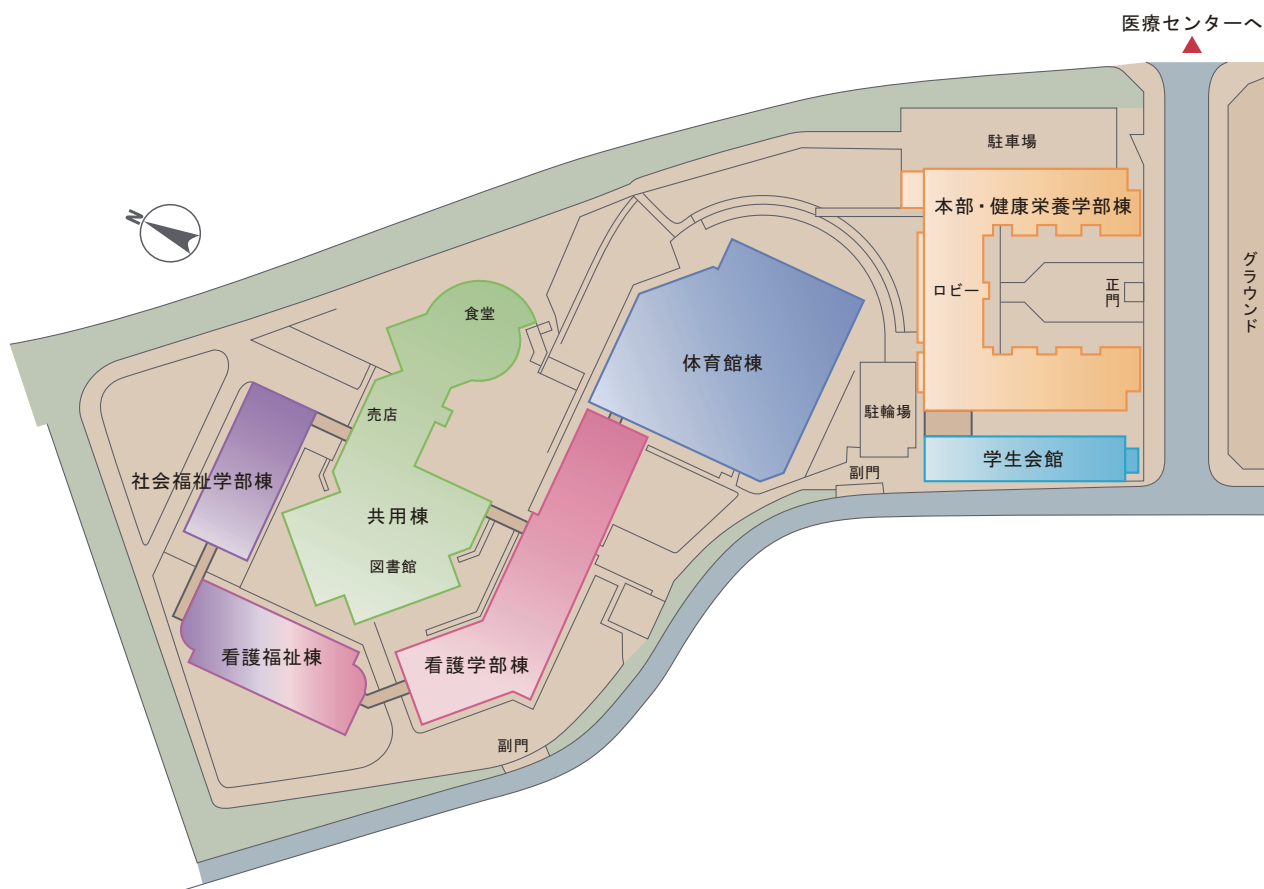 医療センターへ
駐車場
本部・健康栄養学部棟
N
グラウンド
ロビー
正門
食堂
体育館棟
売店
駐輪場
学生会館
副門
社会福祉学部棟
共用棟
図書館
看護福祉棟
看護学部棟
副門